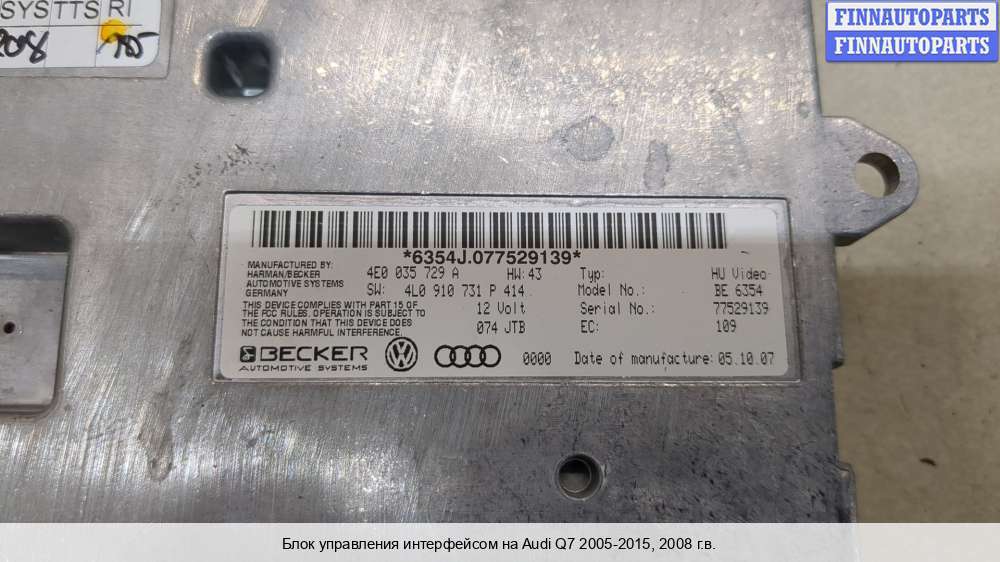 SYS TTS RI
FINNAUTOPARTS
FINNAUTOPARTS
*6354J.077529139*
MANUFACTURED BY:
HARMAN/BECKER
AUTOMOTIVE SYSTEMS
GERMANY
4E0 035 729 A HW:43 Typ: HU Video
SW: 4L0 910 731 P 414 Model No.: BE 6354
12 Volt Serial No.: 77529139
074 JTB EC: 109
THIS DEVICE COMPLIES WITH PART 15 OF
THE FCC RULES. OPERATION IS SUBJECT TO
THE CONDITION THAT THIS DEVICE DOES
NOT CAUSE HARMFUL INTERFERENCE.
BECKER
AUTOMOTIVE SYSTEMS
0000 Date of manufacture: 05.10.07
Блок управления интерфейсом на Audi Q7 2005-2015, 2008 г.в.